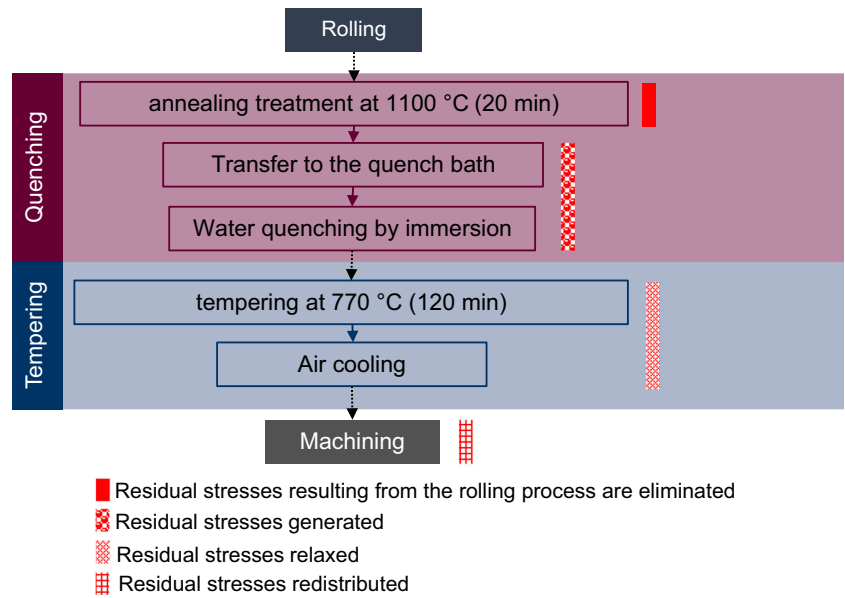 Rolling
Quenching
annealing treatment at 1100 °C (20 min)
Transfer to the quench bath
Water quenching by immersion
Tempering
tempering at 770 °C (120 min)
Air cooling
Machining
Residual stresses resulting from the rolling process are eliminated
Residual stresses generated
Residual stresses relaxed
Residual stresses redistributed